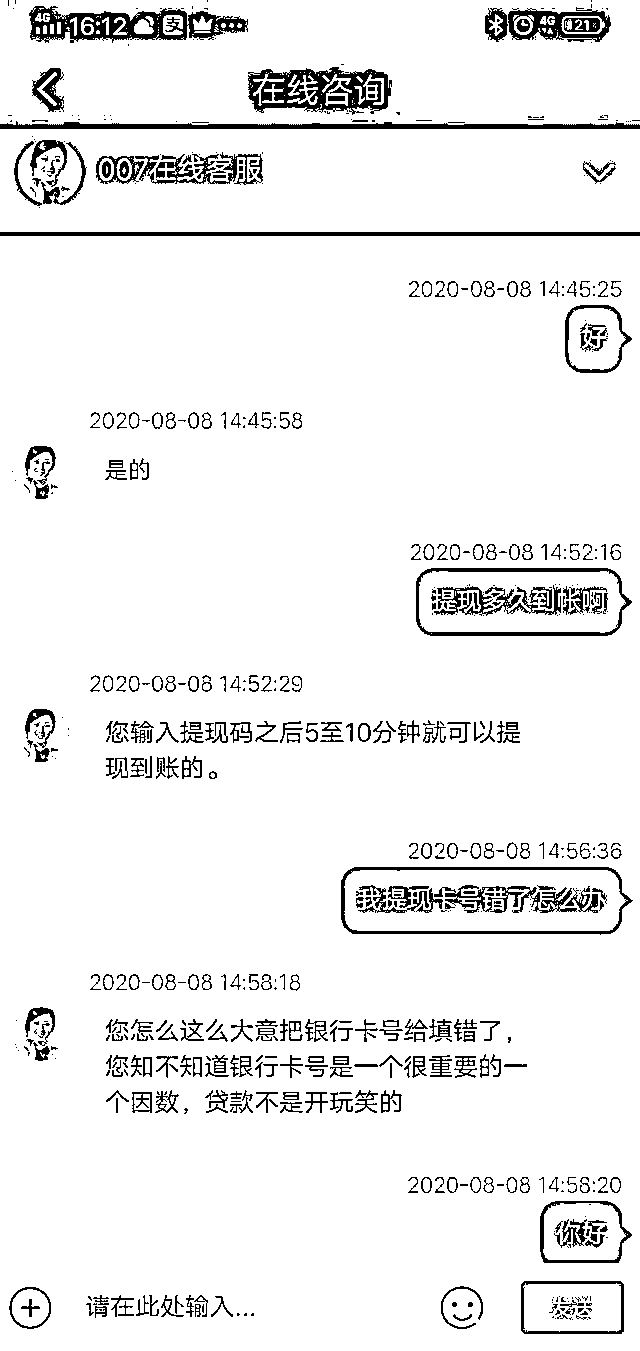 4G 16:12 支 4G 21
在线咨询
007在线客服
2020-08-08 14:45:25
好
2020-08-08 14:45:58
是的
2020-08-08 14:52:16
提现多久到帐啊
2020-08-08 14:52:29
您输入提现码之后5至10分钟就可以提
现到账的。
2020-08-08 14:56:36
我提现卡号错了怎么办
2020-08-08 14:58:18
您怎么这么大意把银行卡号给填错了，
您知不知道银行卡号是一个很重要的一
个因数，贷款不是开玩笑的
2020-08-08 14:58:20
你好
请在此处输入...
发送